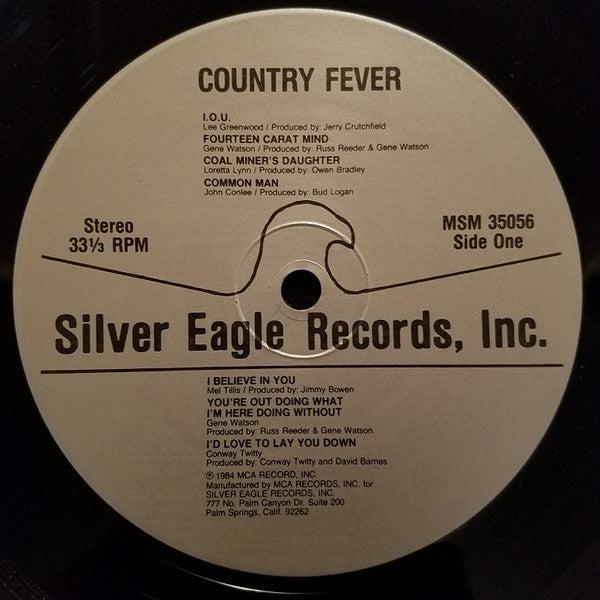 COUNTRY FEVER
I.O.U.
Lee Greenwood / Produced by: Jerry Crutchfield
FOURTEEN CARAT MIND
Gene Watson / Produced by: Russ Reeder & Gene Watson
COAL MINER'S DAUGHTER
Loretta Lynn / Produced by: Owen Bradley
COMMON MAN
John Conlee / Produced by: Bud Logan
Stereo
33⅓ RPM
MSM 35056
Side One
Silver Eagle Records, Inc.
I BELIEVE IN YOU
Mel Tillis / Produced by: Jimmy Bowen
YOU'RE OUT DOING WHAT
I'M HERE DOING WITHOUT
Gene Watson
Produced by: Russ Reeder & Gene Watson
I'D LOVE TO LAY YOU DOWN
Conway Twitty
Produced by: Conway Twitty and David Barnes
℗ 1984 MCA RECORD, INC.
Manufactured by MCA RECORDS, INC. for
SILVER EAGLE RECORDS, INC.
777 No. Palm Canyon Dr. Suite 200
Palm Springs, Calif. 92262